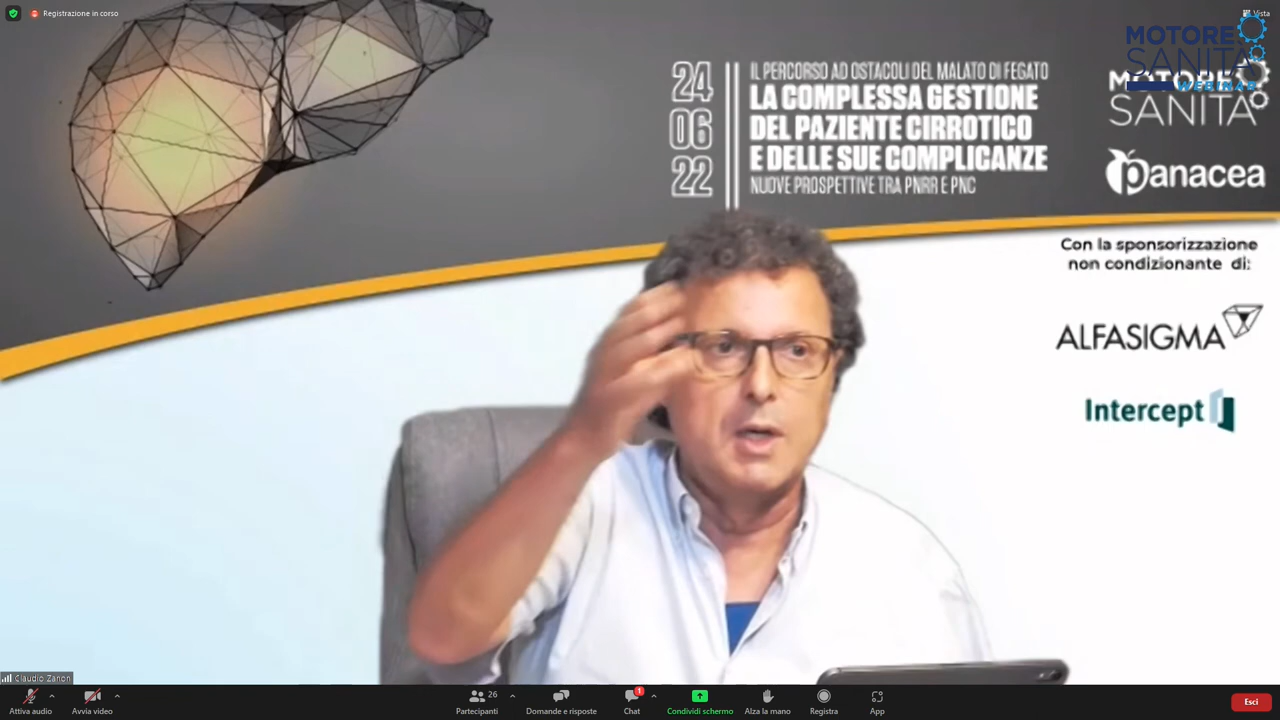 Registrazione in corso
Vista
MOTORE
SANITÀ
WEBINAR
24
06
22
IL PERCORSO AD OSTACOLI DEL MALATO DI FEGATO
LA COMPLESSA GESTIONE
DEL PAZIENTE CIRROTICO
E DELLE SUE COMPLICANZE
NUOVE PROSPETTIVE TRA PNRR E PNC
MOTORE
SANITÀ
panacea
Con la sponsorizzazione
non condizionante di:
ALFASIGMA
Intercept
Claudio Zanon
Attiva audio
Avvia video
26
Partecipanti
Domande e risposte
1
Chat
Condividi schermo
Alza la mano
Registra
App
Esci